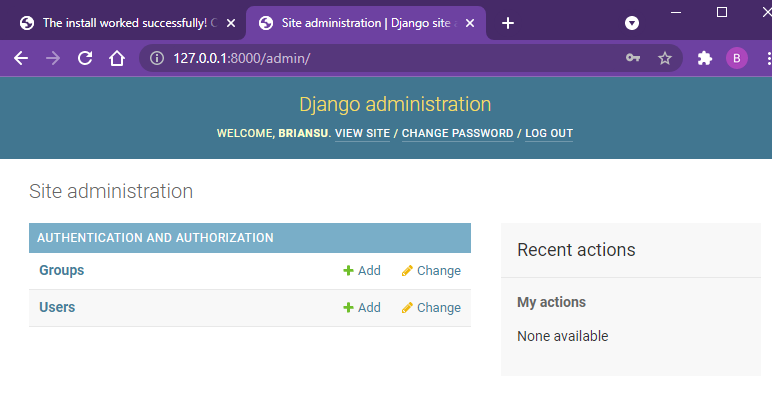 The install worked successfully! C
Site administration | Django site a
127.0.0.1:8000/admin/
B
Django administration
WELCOME, BRIANSU. VIEW SITE / CHANGE PASSWORD / LOG OUT
Site administration
AUTHENTICATION AND AUTHORIZATION
Groups Add Change
Users Add Change
Recent actions
My actions
None available